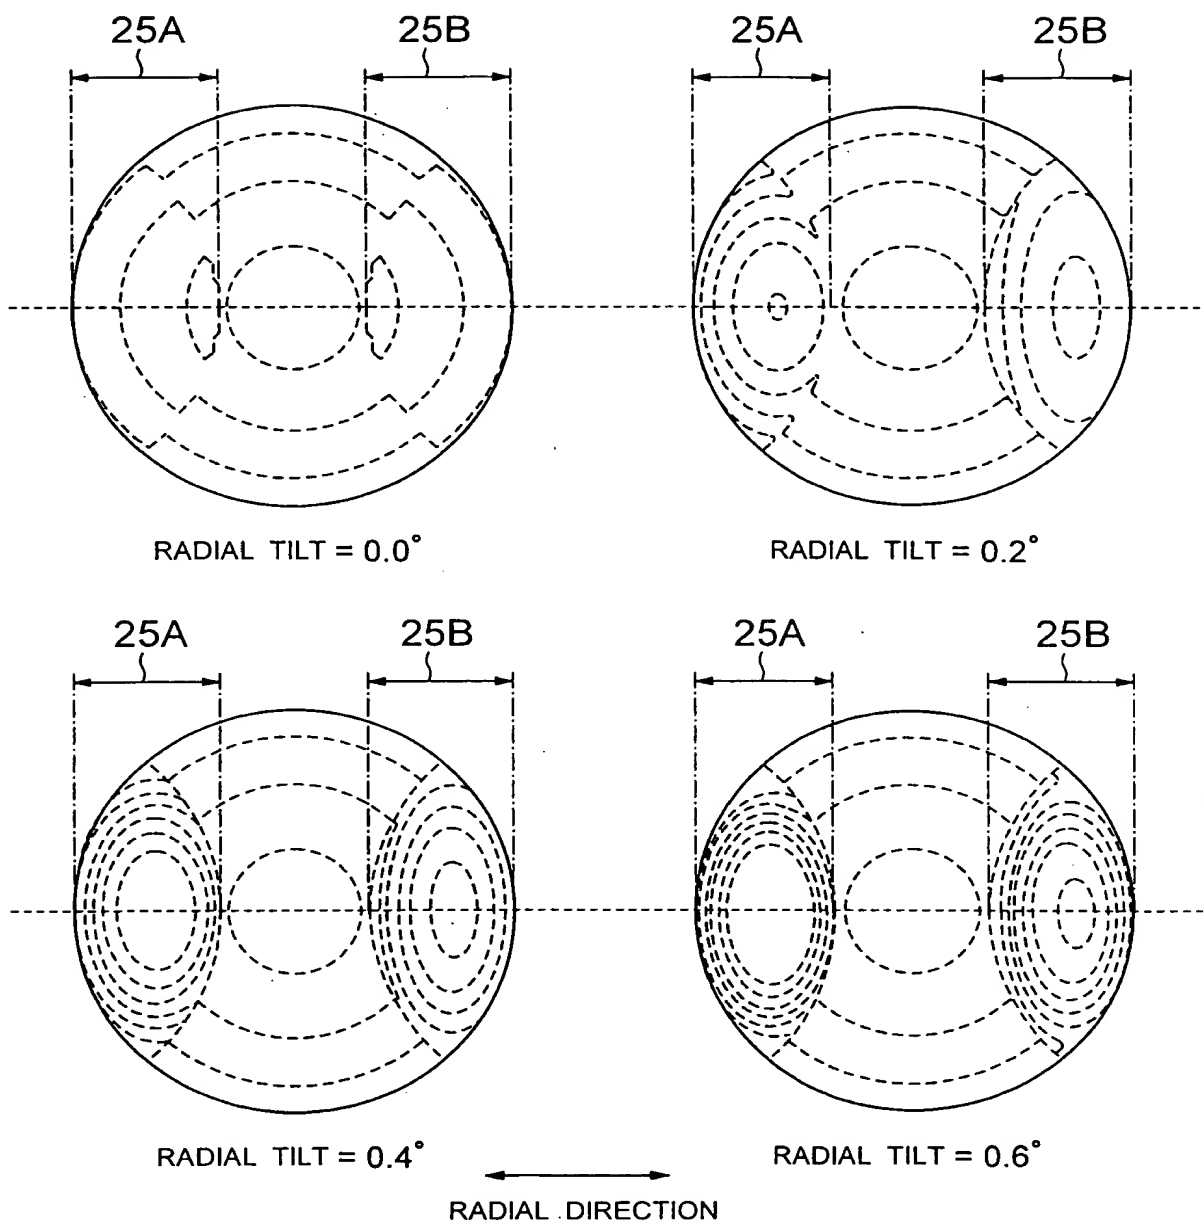 25A 25B 25A 25B
RADIAL TILT = 0.0° RADIAL TILT = 0.2°
25A 25B 25A 25B
RADIAL TILT = 0.4° RADIAL TILT = 0.6°
RADIAL DIRECTION